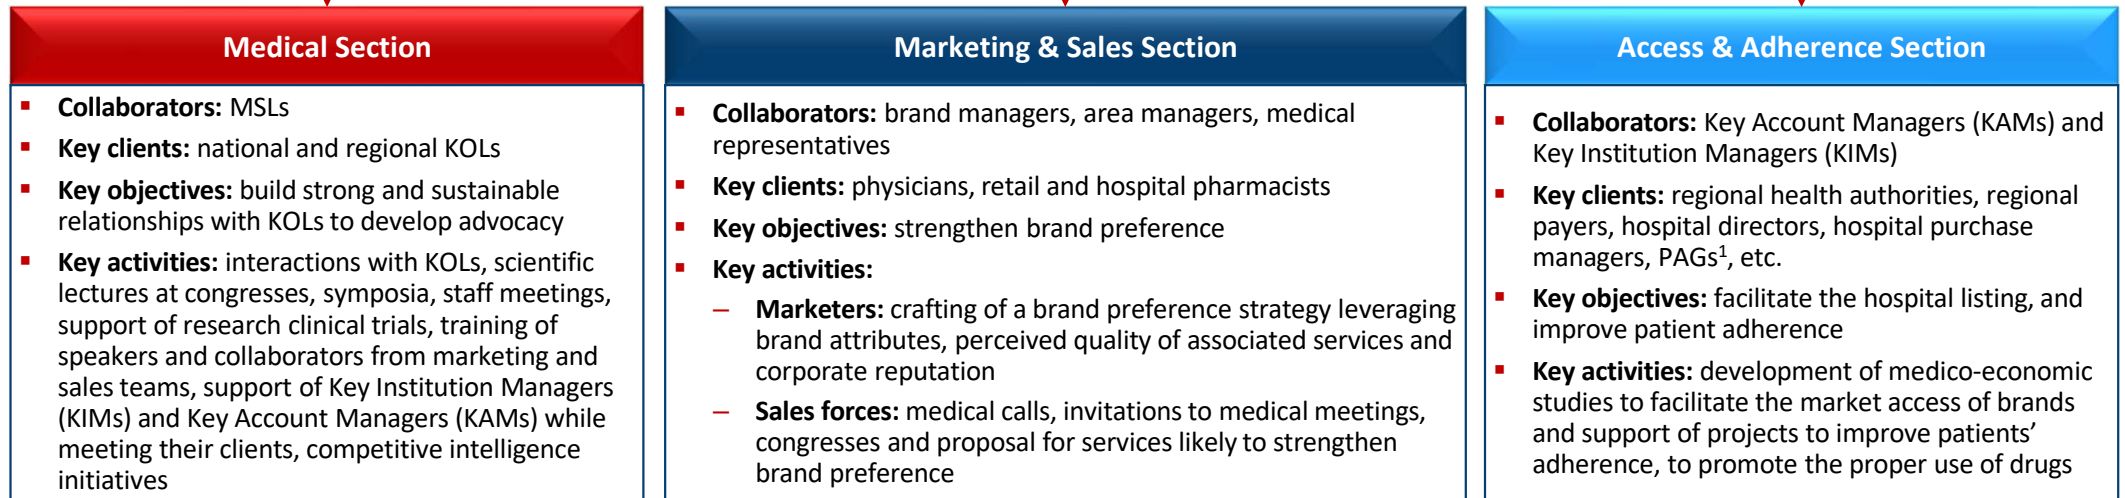 Medical Section
▪ Collaborators: MSLs
▪ Key clients: national and regional KOLs
▪ Key objectives: build strong and sustainable
relationships with KOLs to develop advocacy
▪ Key activities: interactions with KOLs, scientific
lectures at congresses, symposia, staff meetings,
support of research clinical trials, training of
speakers and collaborators from marketing and
sales teams, support of Key Institution Managers
(KIMs) and Key Account Managers (KAMs) while
meeting their clients, competitive intelligence
initiatives
Marketing & Sales Section
▪ Collaborators: brand managers, area managers, medical
representatives
▪ Key clients: physicians, retail and hospital pharmacists
▪ Key objectives: strengthen brand preference
▪ Key activities:
– Marketers: crafting of a brand preference strategy leveraging
brand attributes, perceived quality of associated services and
corporate reputation
– Sales forces: medical calls, invitations to medical meetings,
congresses and proposal for services likely to strengthen
brand preference
Access & Adherence Section
▪ Collaborators: Key Account Managers (KAMs) and
Key Institution Managers (KIMs)
▪ Key clients: regional health authorities, regional
payers, hospital directors, hospital purchase
managers, PAGs¹, etc.
▪ Key objectives: facilitate the hospital listing, and
improve patient adherence
▪ Key activities: development of medico-economic
studies to facilitate the market access of brands
and support of projects to improve patients’
adherence, to promote the proper use of drugs